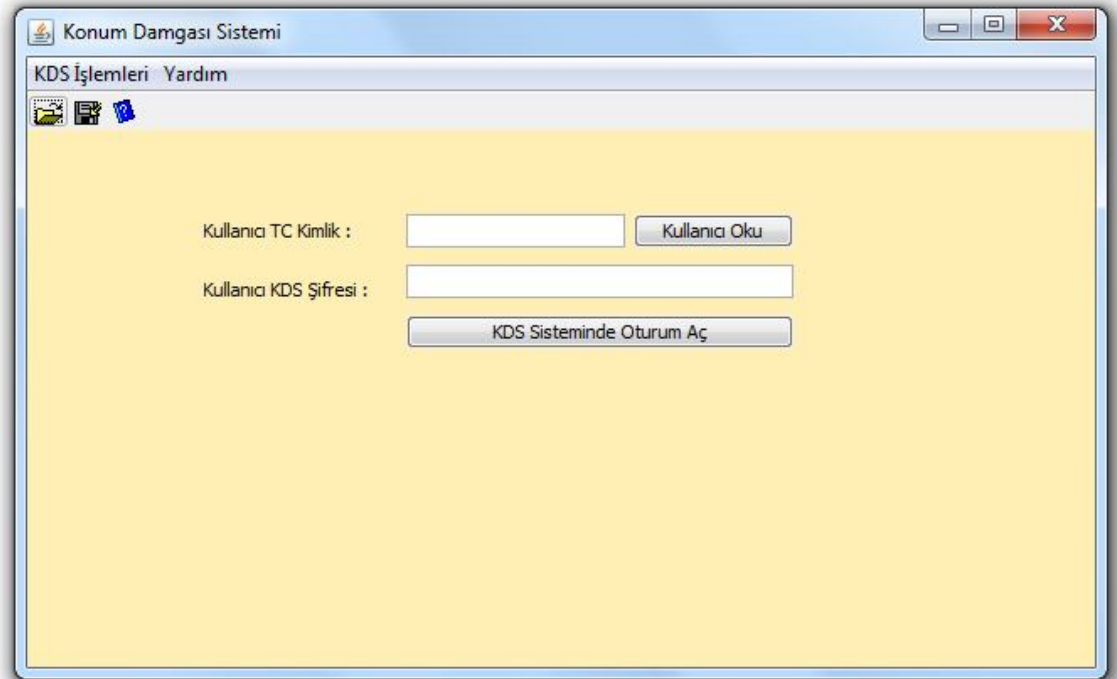 Konum Damgası Sistemi
KDS İşlemleri Yardım
Kullanıcı TC Kimlik : Kullanıcı Oku
Kullanıcı KDS Şifresi :
KDS Sisteminde Oturum Aç